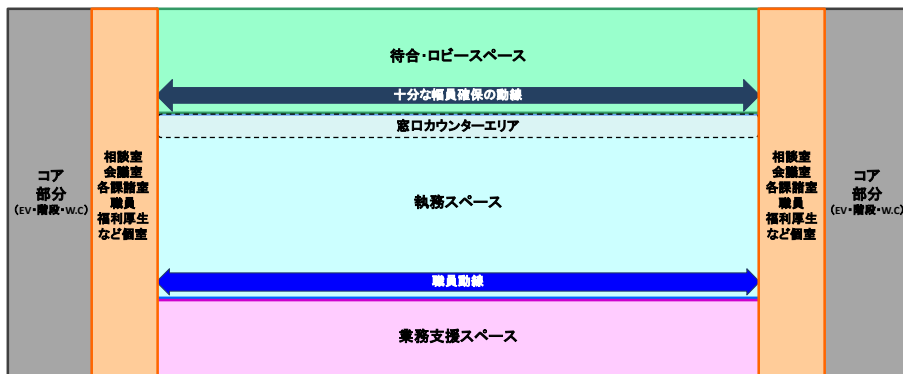 待合・ロビースペース
十分な幅員確保の動線
窓口カウンターエリア
コア
部分
（EV・階段・W.C）
相談室
会議室
各課諸室
職員
福利厚生
など個室
執務スペース
相談室
会議室
各課諸室
職員
福利厚生
など個室
コア
部分
（EV・階段・W.C）
職員動線
業務支援スペース